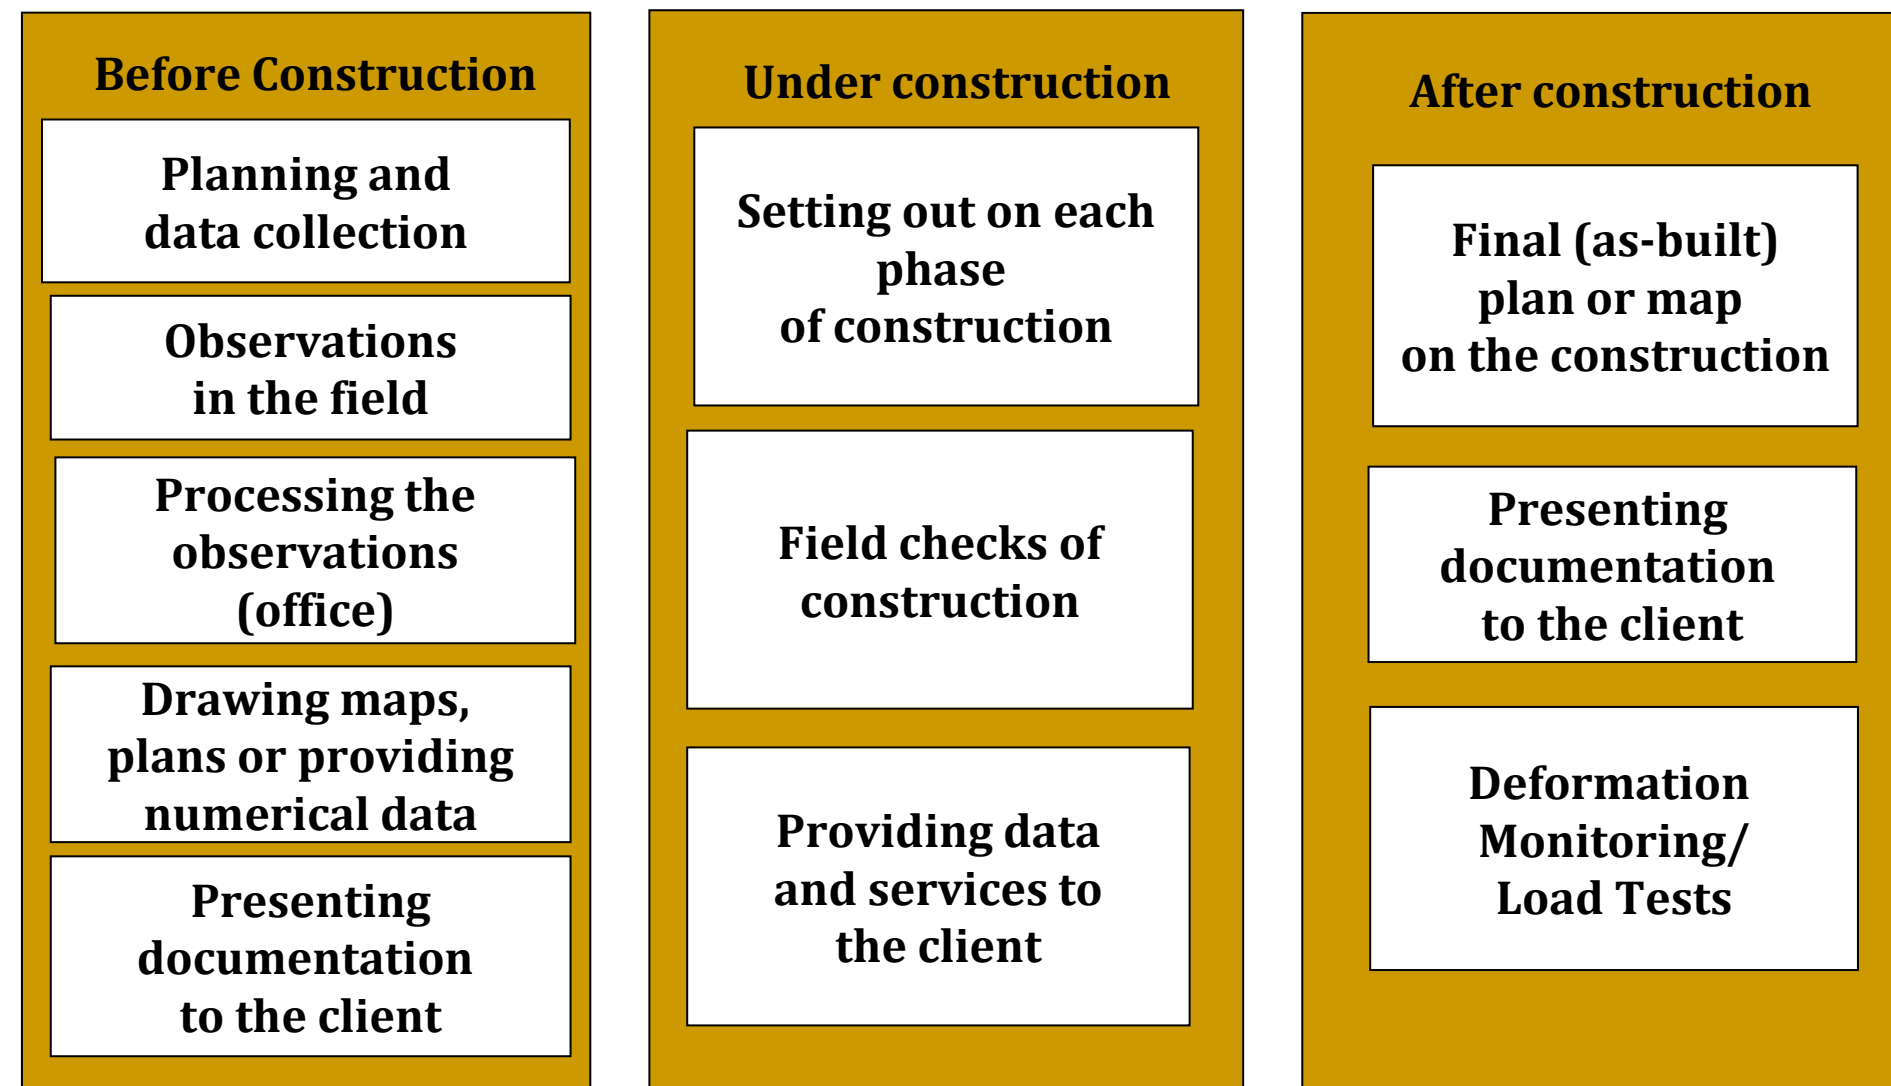 Before Construction
Planning and
data collection
Observations
in the field
Processing the
observations
(office)
Drawing maps,
plans or providing
numerical data
Presenting
documentation
to the client
Under construction
Setting out on each
phase
of construction
Field checks of
construction
Providing data
and services to
the client
After construction
Final (as-built)
plan or map
on the construction
Presenting
documentation
to the client
Deformation
Monitoring/
Load Tests